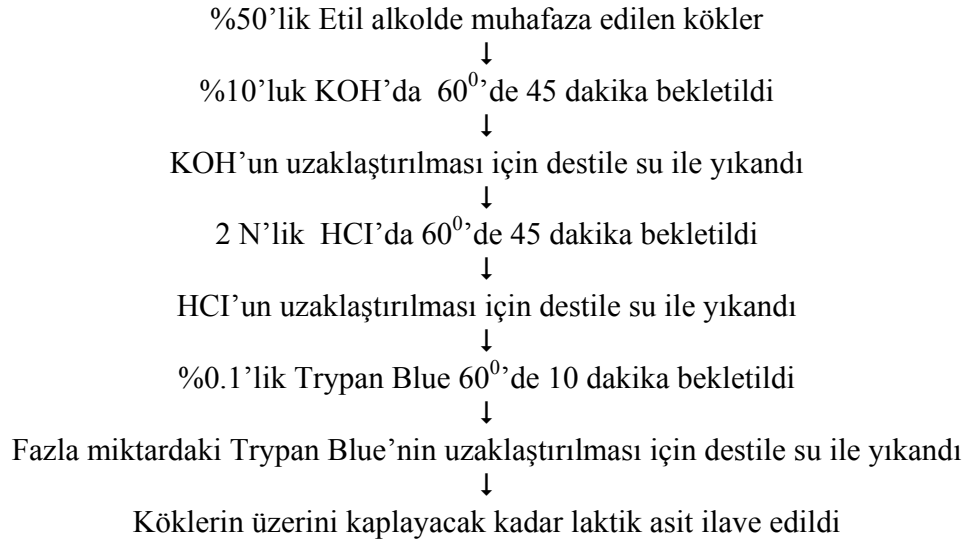 %50’lik Etil alkolde muhafaza edilen kökler
↓
%10’luk KOH’da 60⁰’de 45 dakika bekletildi
↓
KOH’un uzaklaştırılması için destile su ile yıkandı
↓
2 N’lik HCI’da 60⁰’de 45 dakika bekletildi
↓
HCI’un uzaklaştırılması için destile su ile yıkandı
↓
%0.1’lik Trypan Blue 60⁰’de 10 dakika bekletildi
↓
Fazla miktardaki Trypan Blue’nin uzaklaştırılması için destile su ile yıkandı
↓
Köklerin üzerini kaplayacak kadar laktik asit ilave edildi